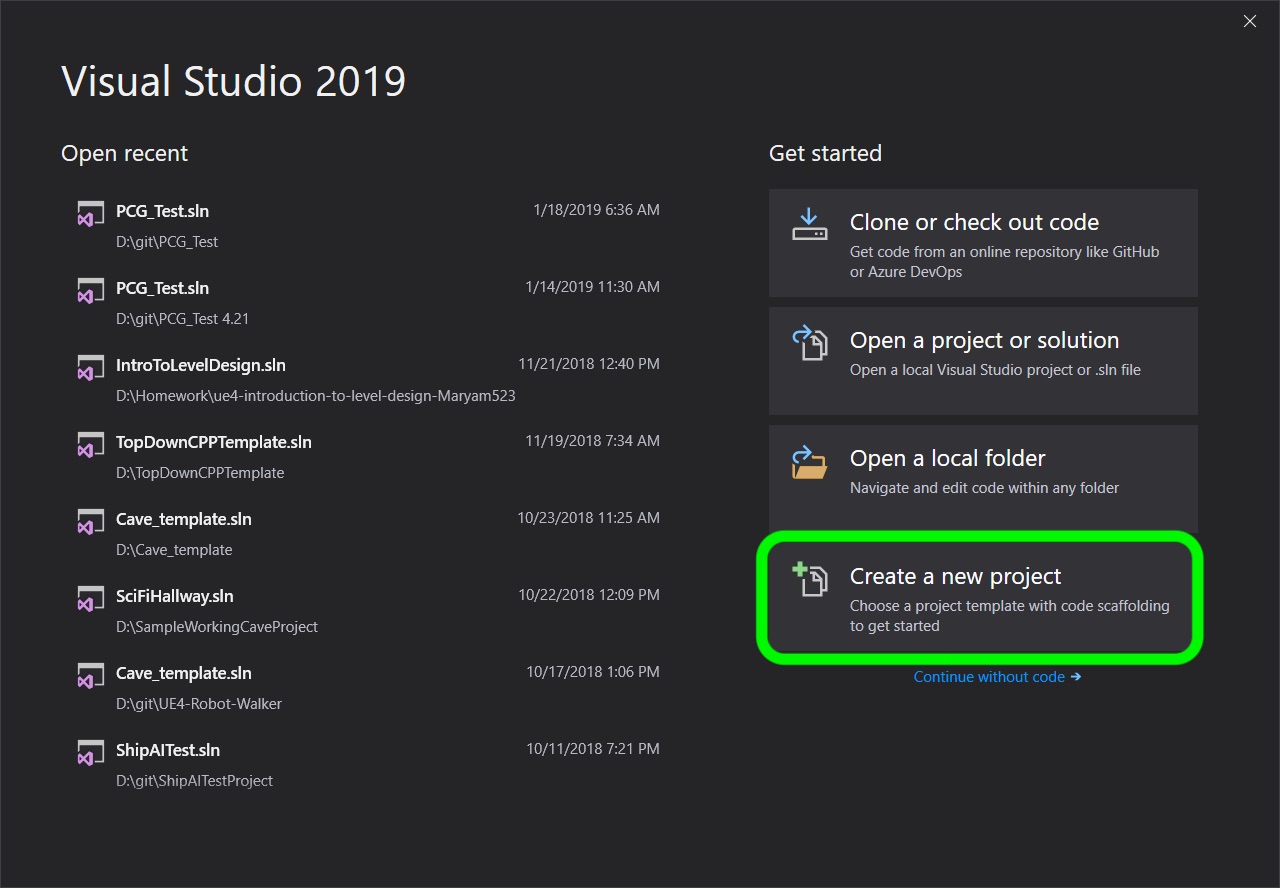 Visual Studio 2019
Open recent
PCG_Test.sln 1/18/2019 6:36 AM
D:\git\PCG_Test
PCG_Test.sln 1/14/2019 11:30 AM
D:\git\PCG_Test 4.21
IntroToLevelDesign.sln 11/21/2018 12:40 PM
D:\Homework\ue4-introduction-to-level-design-Maryam523
TopDownCPPTemplate.sln 11/19/2018 7:34 AM
D:\TopDownCPPTemplate
Cave_template.sln 10/23/2018 11:25 AM
D:\Cave_template
SciFiHallway.sln 10/22/2018 12:09 PM
D:\SampleWorkingCaveProject
Cave_template.sln 10/17/2018 1:06 PM
D:\git\UE4-Robot-Walker
ShipAITest.sln 10/11/2018 7:21 PM
D:\git\ShipAITestProject
Get started
Clone or check out code
Get code from an online repository like GitHub
or Azure DevOps
Open a project or solution
Open a local Visual Studio project or .sln file
Open a local folder
Navigate and edit code within any folder
Create a new project
Choose a project template with code scaffolding
to get started
Continue without code →